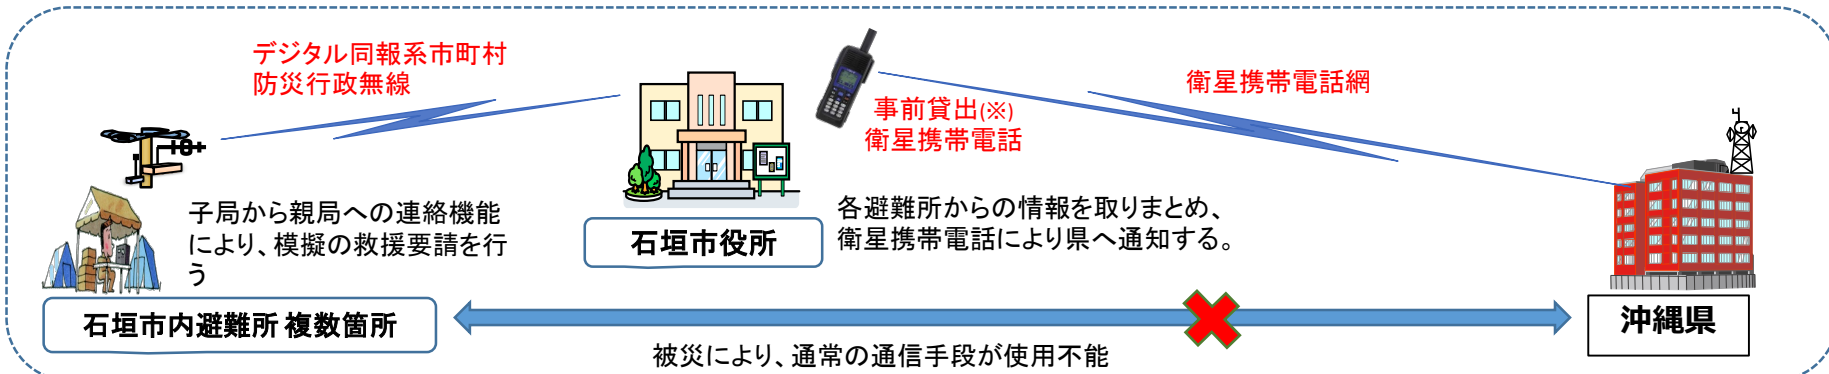 デジタル同報系市町村
防災行政無線
事前貸出(※)
衛星携帯電話
衛星携帯電話網
子局から親局への連絡機能
により、模擬の救援要請を行
う
石垣市役所
各避難所からの情報を取りまとめ、
衛星携帯電話により県へ通知する。
石垣市内避難所 複数箇所
沖縄県
被災により、通常の通信手段が使用不能